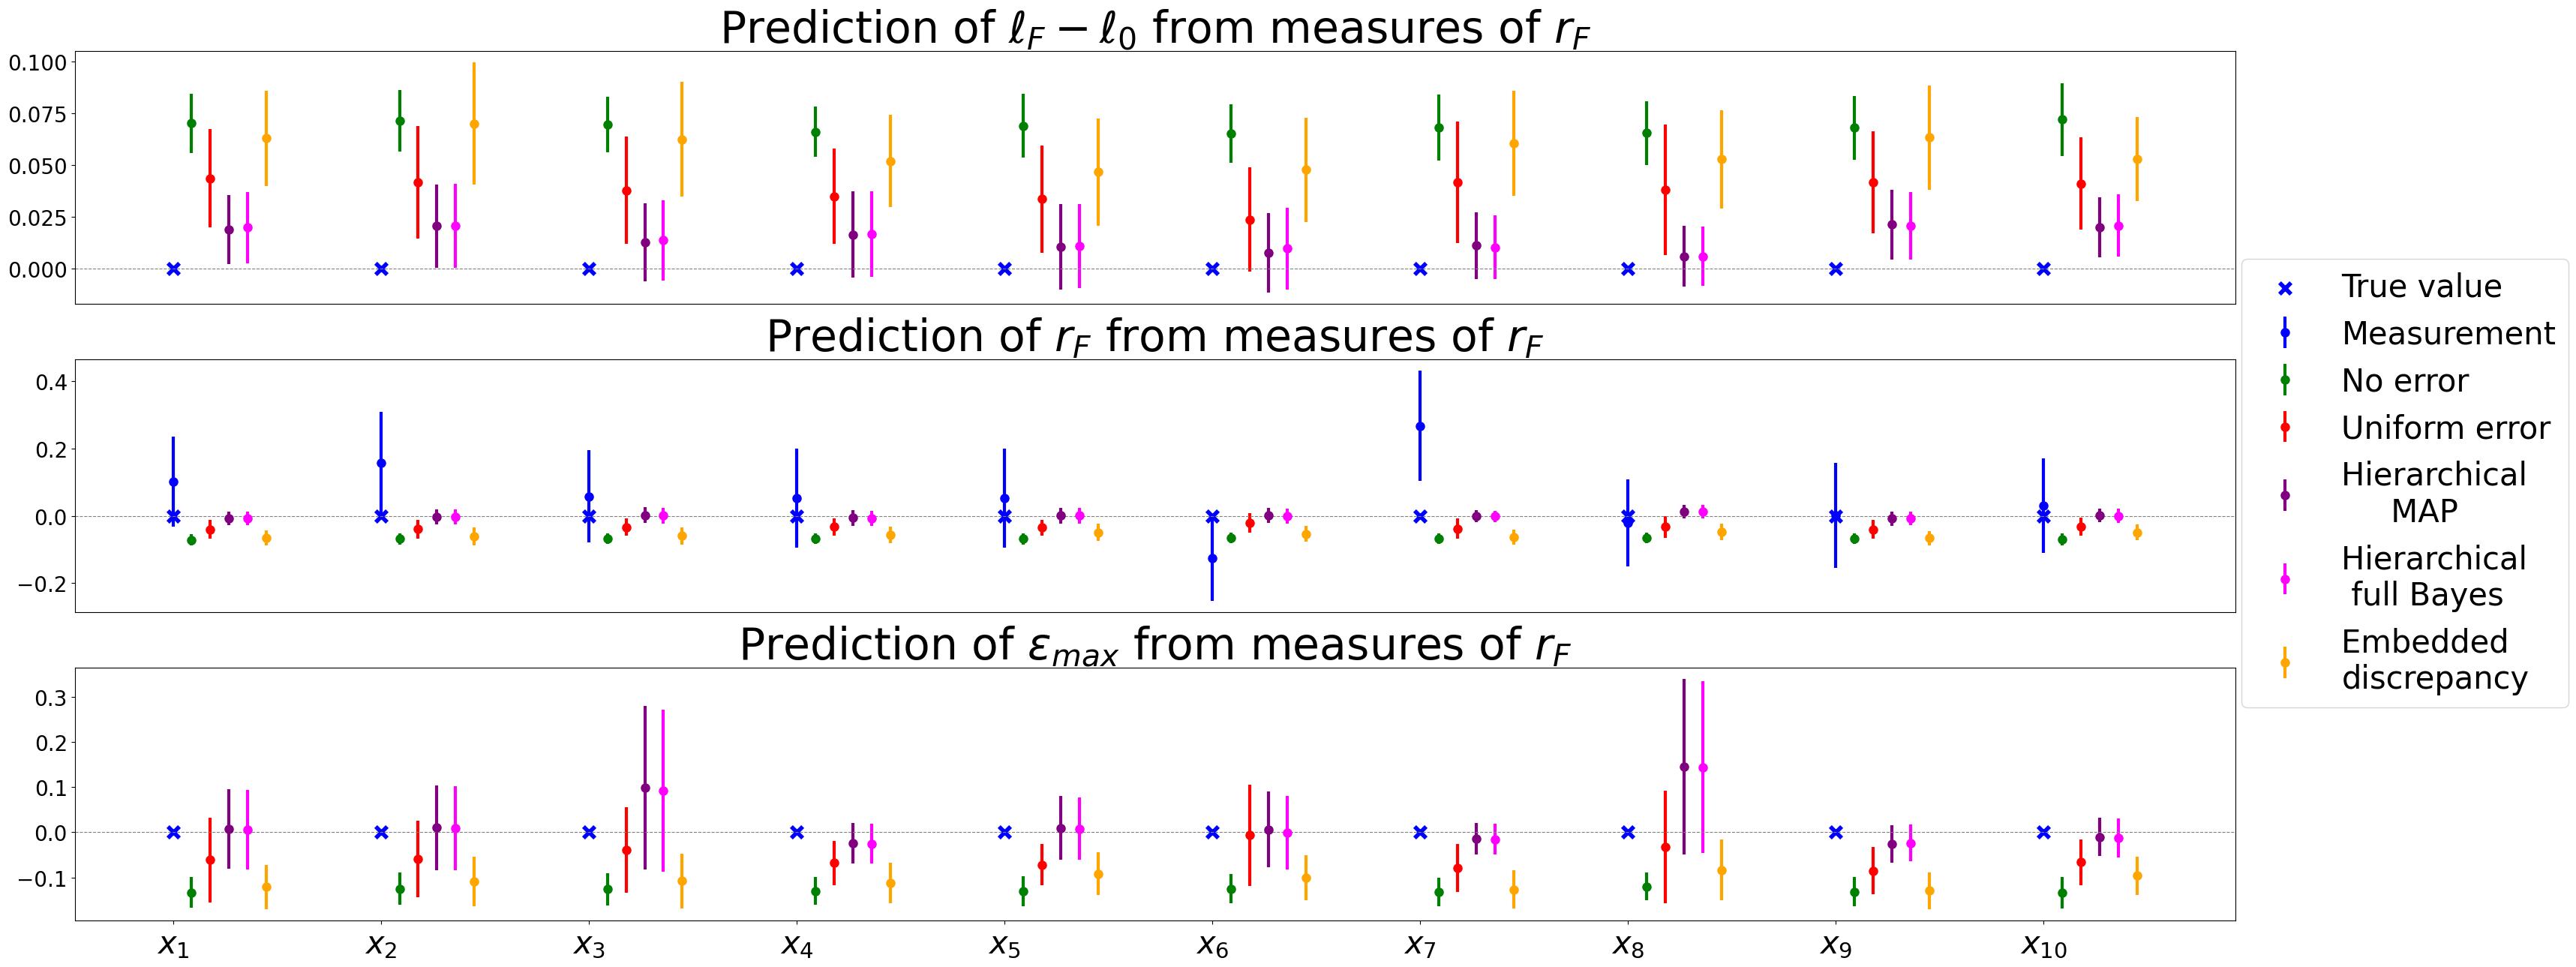 Prediction of ℓ_F − ℓ_0 from measures of r_F
0.100
0.075
0.050
0.025
0.000
Prediction of r_F from measures of r_F
0.4
0.2
0.0
−0.2
Prediction of ε_max from measures of r_F
0.3
0.2
0.1
0.0
−0.1
x_1 x_2 x_3 x_4 x_5 x_6 x_7 x_8 x_9 x_10
True value
Measurement
No error
Uniform error
Hierarchical
MAP
Hierarchical
full Bayes
Embedded
discrepancy